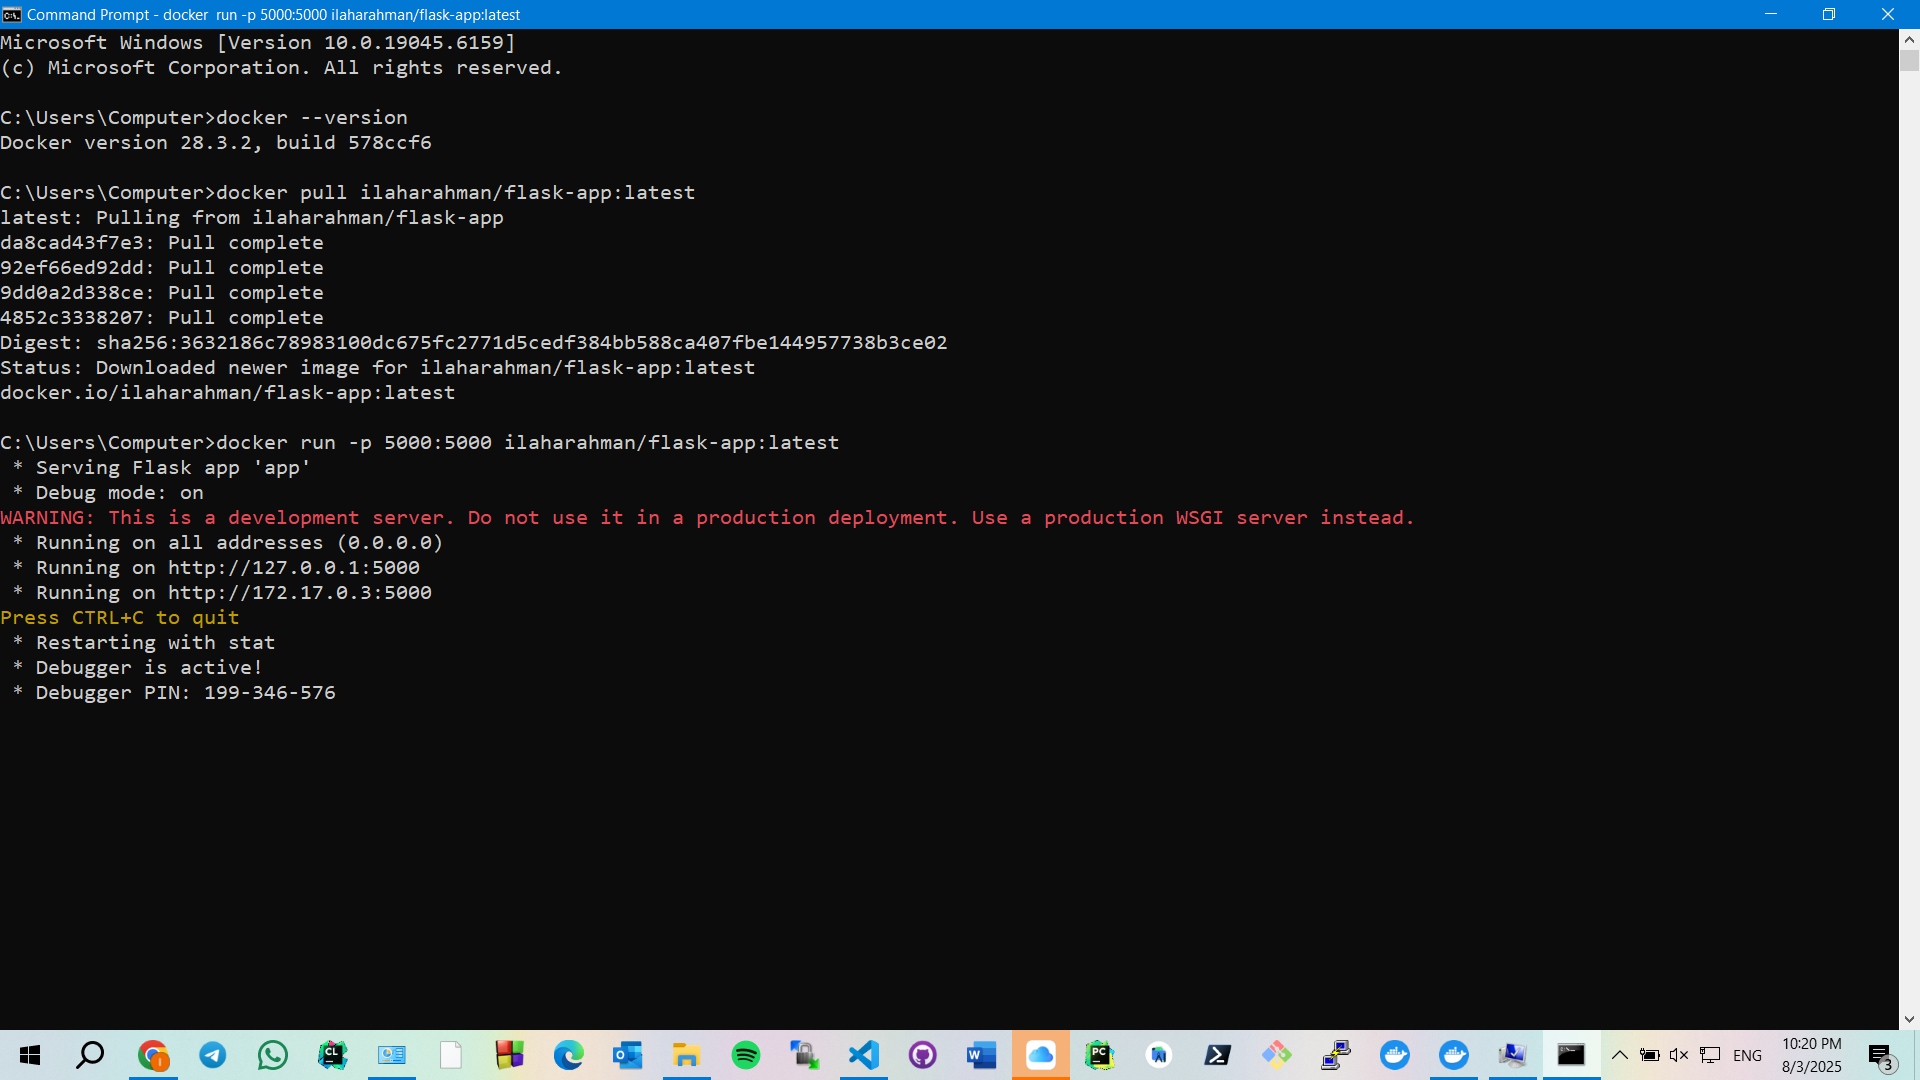 Command Prompt - docker  run -p 5000:5000 ilaharahman/flask-app:latest
Microsoft Windows [Version 10.0.19045.6159]
(c) Microsoft Corporation. All rights reserved.
C:\Users\Computer>docker --version
Docker version 28.3.2, build 578ccf6
C:\Users\Computer>docker pull ilaharahman/flask-app:latest
latest: Pulling from ilaharahman/flask-app
da8cad43f7e3: Pull complete
92ef66ed92dd: Pull complete
9dd0a2d338ce: Pull complete
4852c3338207: Pull complete
Digest: sha256:3632186c78983100dc675fc2771d5cedf384bb588ca407fbe144957738b3ce02
Status: Downloaded newer image for ilaharahman/flask-app:latest
docker.io/ilaharahman/flask-app:latest
C:\Users\Computer>docker run -p 5000:5000 ilaharahman/flask-app:latest
 * Serving Flask app 'app'
 * Debug mode: on
WARNING: This is a development server. Do not use it in a production deployment. Use a production WSGI server instead.
 * Running on all addresses (0.0.0.0)
 * Running on http://127.0.0.1:5000
 * Running on http://172.17.0.3:5000
Press CTRL+C to quit
 * Restarting with stat
 * Debugger is active!
 * Debugger PIN: 199-346-576
ENG
10:20 PM
8/3/2025
3